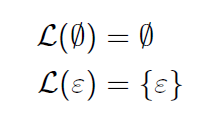 𝓛(∅) = ∅
𝓛(ε) = {ε}